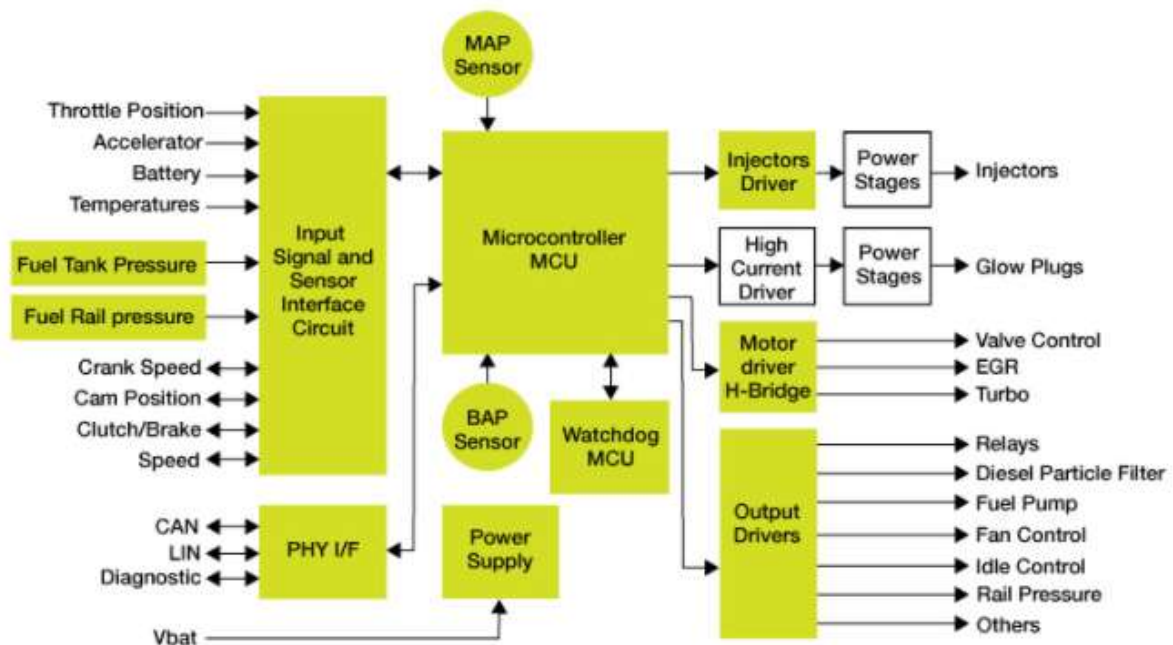 MAP
Sensor
Throttle Position
Accelerator
Battery
Temperatures
Fuel Tank Pressure
Fuel Rail pressure
Crank Speed
Cam Position
Clutch/Brake
Speed
CAN
LIN
Diagnostic
Vbat
Input
Signal and
Sensor
Interface
Circuit
PHY I/F
Microcontroller
MCU
BAP
Sensor
Watchdog
MCU
Power
Supply
Injectors
Driver
Power
Stages
Injectors
High
Current
Driver
Power
Stages
Glow Plugs
Motor
driver
H-Bridge
Valve Control
EGR
Turbo
Output
Drivers
Relays
Diesel Particle Filter
Fuel Pump
Fan Control
Idle Control
Rail Pressure
Others